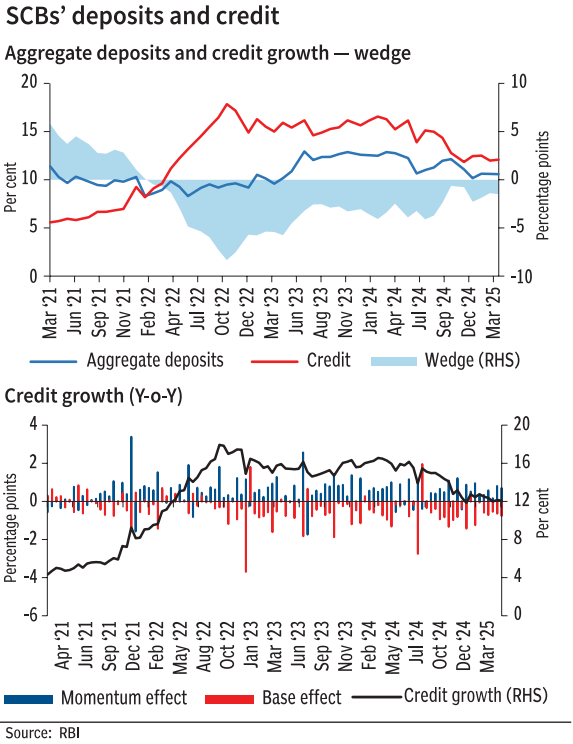 SCBs' deposits and credit
Aggregate deposits and credit growth — wedge
20
15
10
5
0
Per cent
10
5
0
-5
-10
Percentage points
Mar '21
Jun '21
Sep '21
Nov '21
Feb '22
Apr '22
Jul '22
Oct '22
Dec '22
Mar '23
Jun '23
Aug '23
Nov '23
Jan '24
Apr '24
Jul '24
Sep '24
Dec '24
Mar '25
Aggregate deposits
Credit
Wedge (RHS)
Credit growth (Y-o-Y)
4
2
0
-2
-4
-6
Percentage points
20
16
12
8
4
0
Per cent
Apr '21
Jun '21
Sep '21
Dec '21
Feb '22
May '22
Aug '22
Oct '22
Jan '23
Mar '23
Jun '23
Sep '23
Nov '23
Feb '24
Apr '24
Jul '24
Oct '24
Dec '24
Mar '25
Momentum effect
Base effect
Credit growth (RHS)
Source: RBI